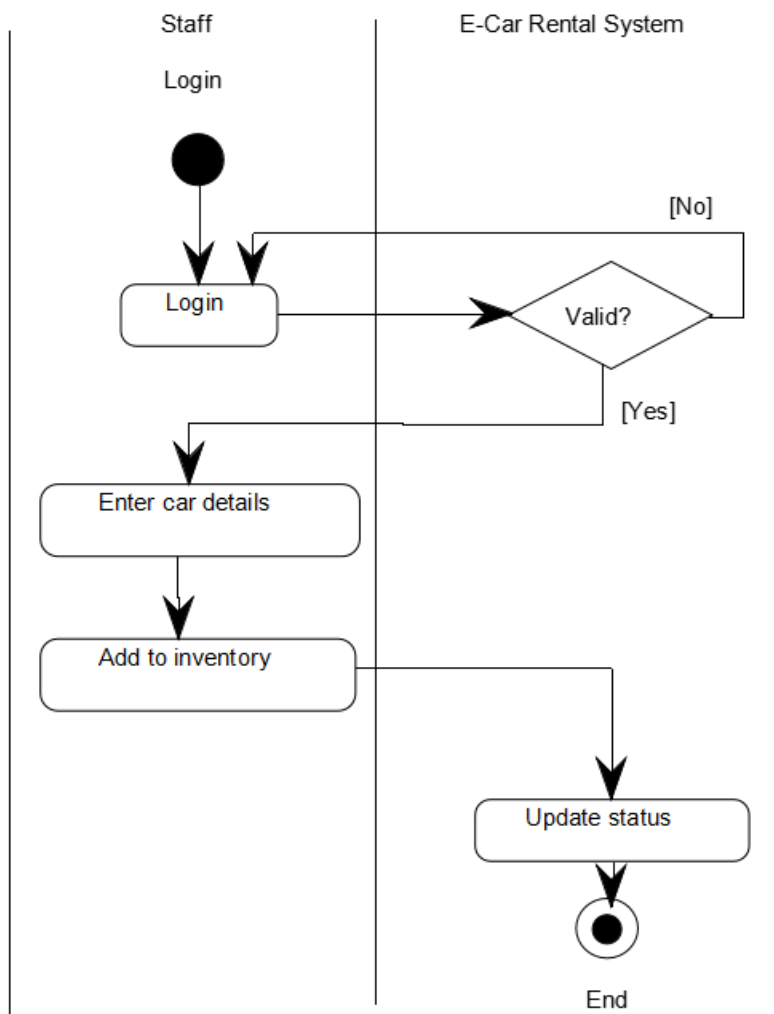 Staff
E-Car Rental System
Login
[No]
Login
Valid?
[Yes]
Enter car details
Add to inventory
Update status
End